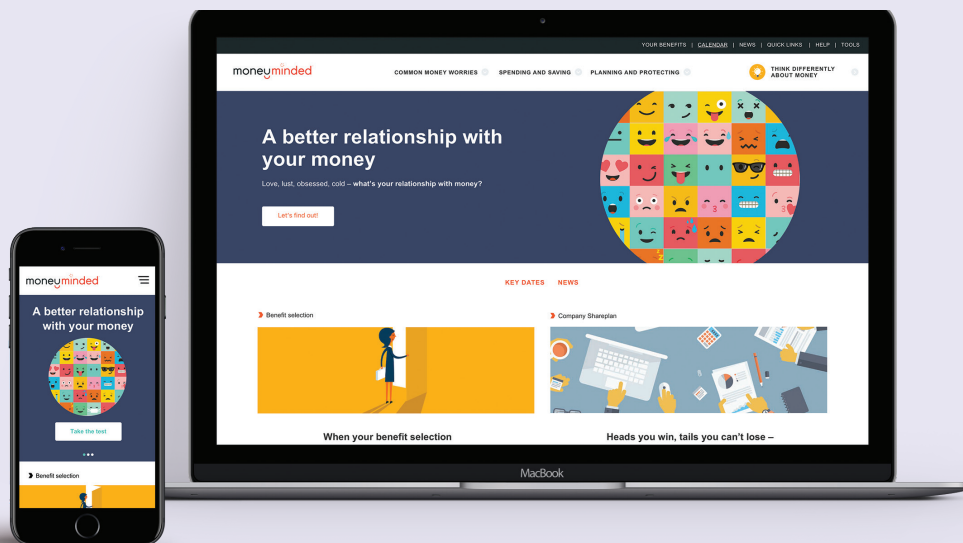 YOUR BENEFITS | CALENDAR | NEWS | QUICK LINKS | HELP | TOOLS
moneyminded
COMMON MONEY WORRIES
SPENDING AND SAVING
PLANNING AND PROTECTING
THINK DIFFERENTLY
ABOUT MONEY
A better relationship with
your money
Love, lust, obsessed, cold – what's your relationship with money?
Let's find out!
KEY DATES NEWS
Benefit selection
Company Shareplan
When your benefit selection
Heads you win, tails you can't lose –
MacBook
moneyminded
A better relationship
with your money
Take the test
Benefit selection